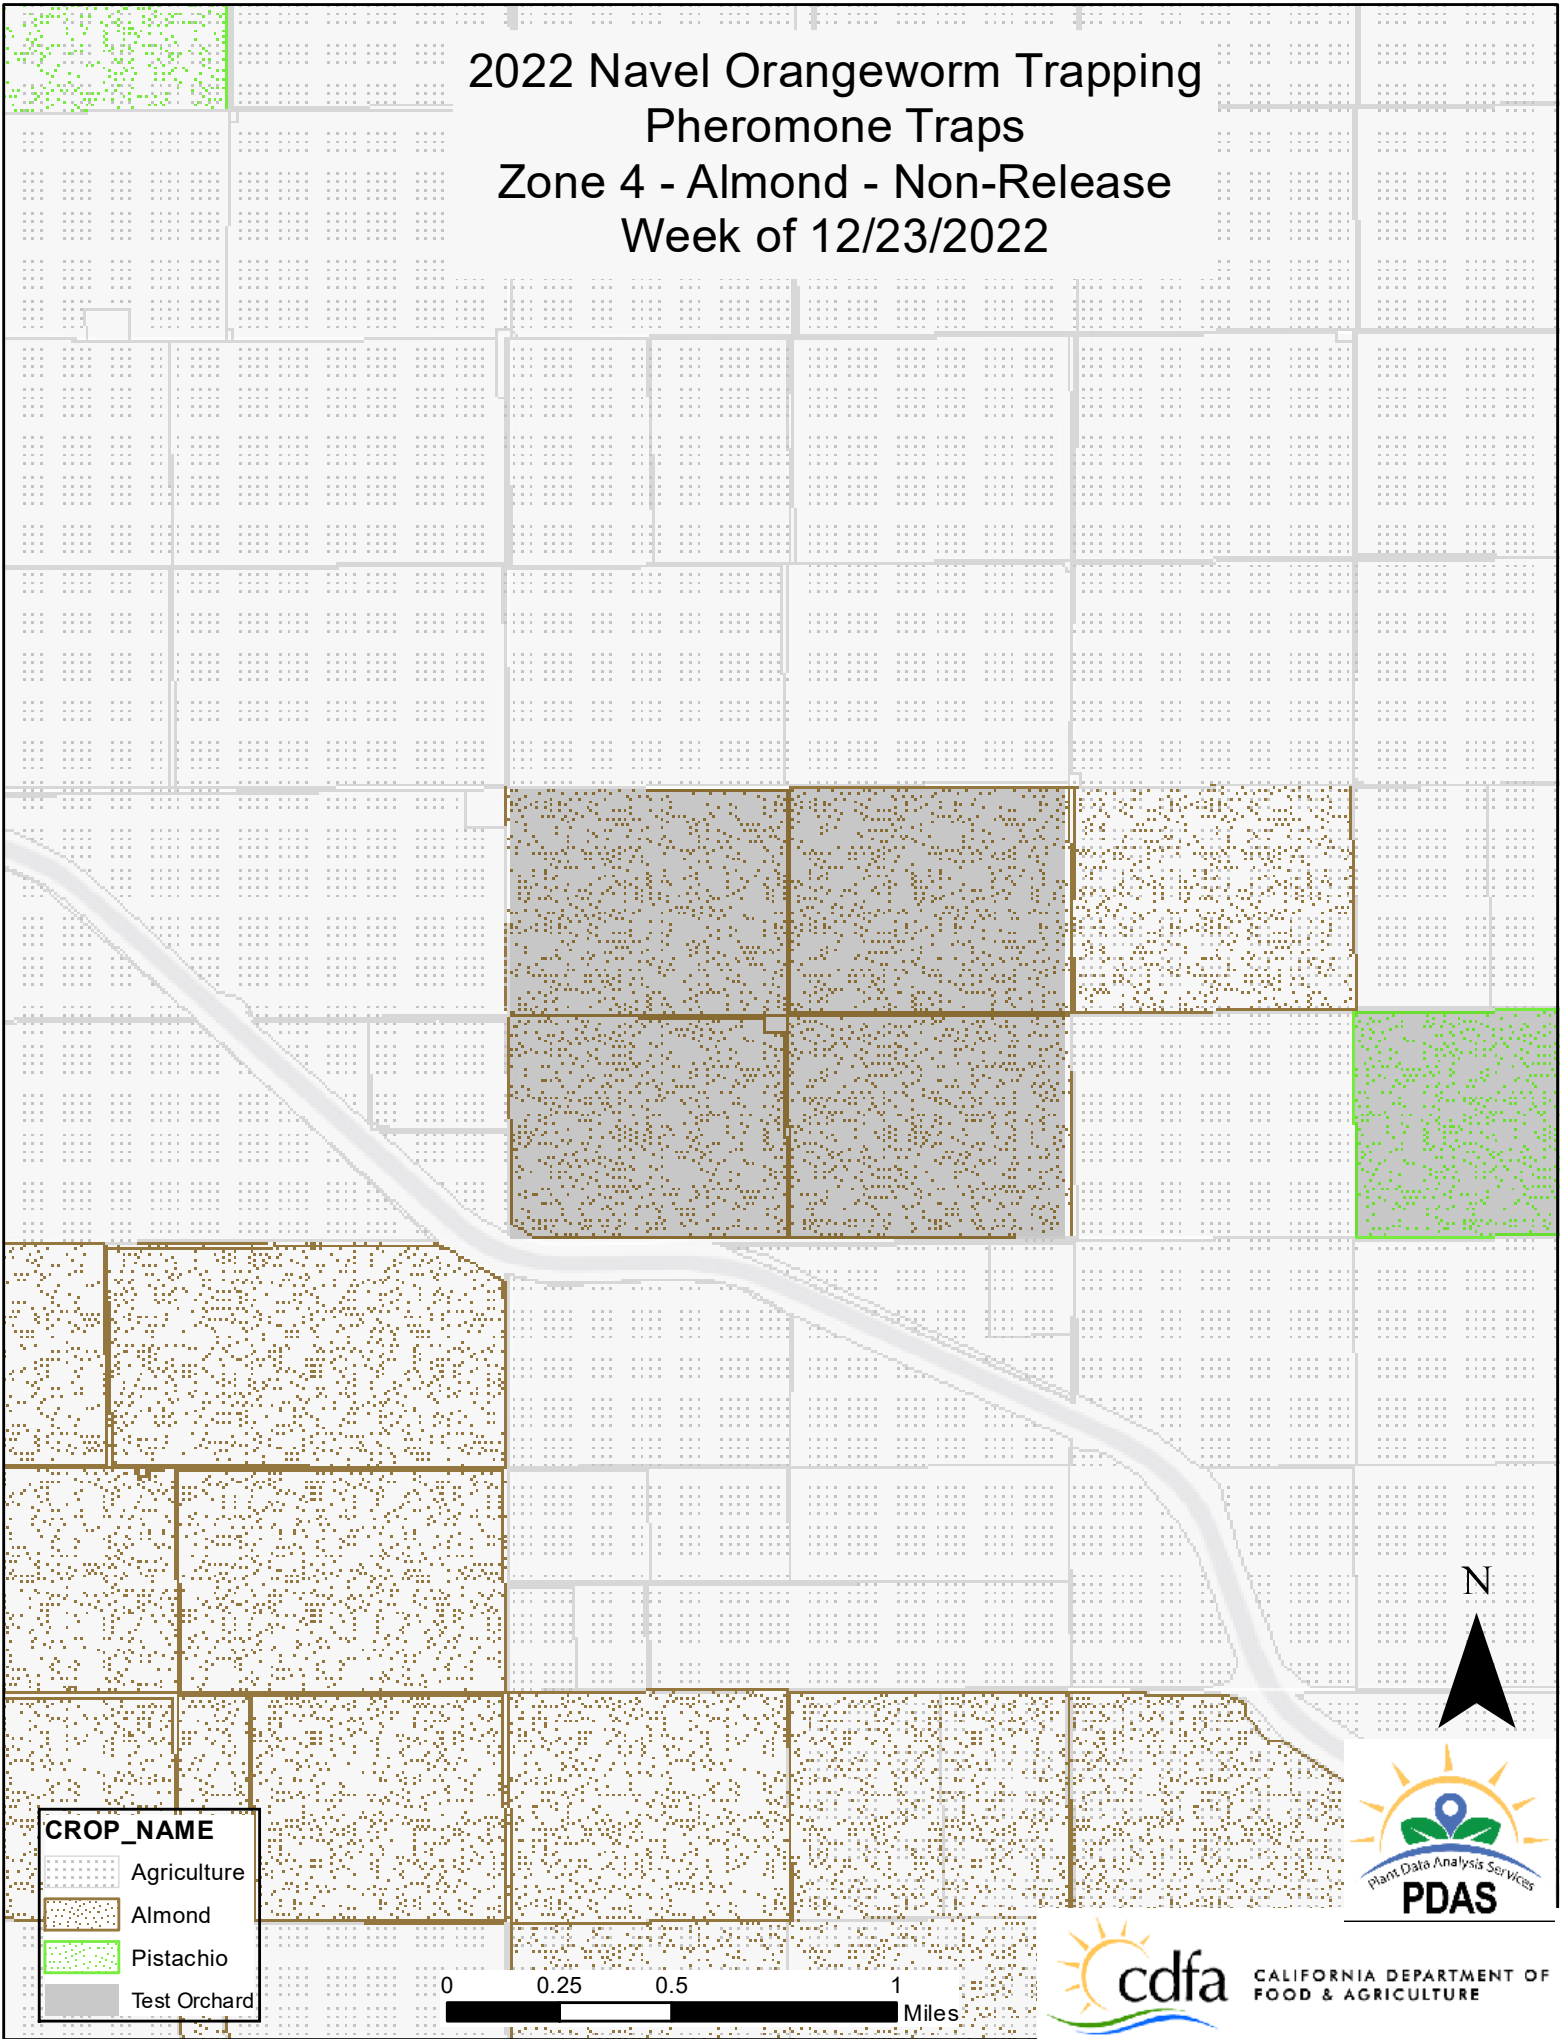 2022 Navel Orangeworm Trapping
Pheromone Traps
Zone 4 - Almond - Non-Release
Week of 12/23/2022
N
CROP_NAME
Agriculture
Almond
Pistachio
Test Orchard
0 0.25 0.5 1
Miles
Plant Data Analysis Services
PDAS
cdfa
CALIFORNIA DEPARTMENT OF
FOOD & AGRICULTURE